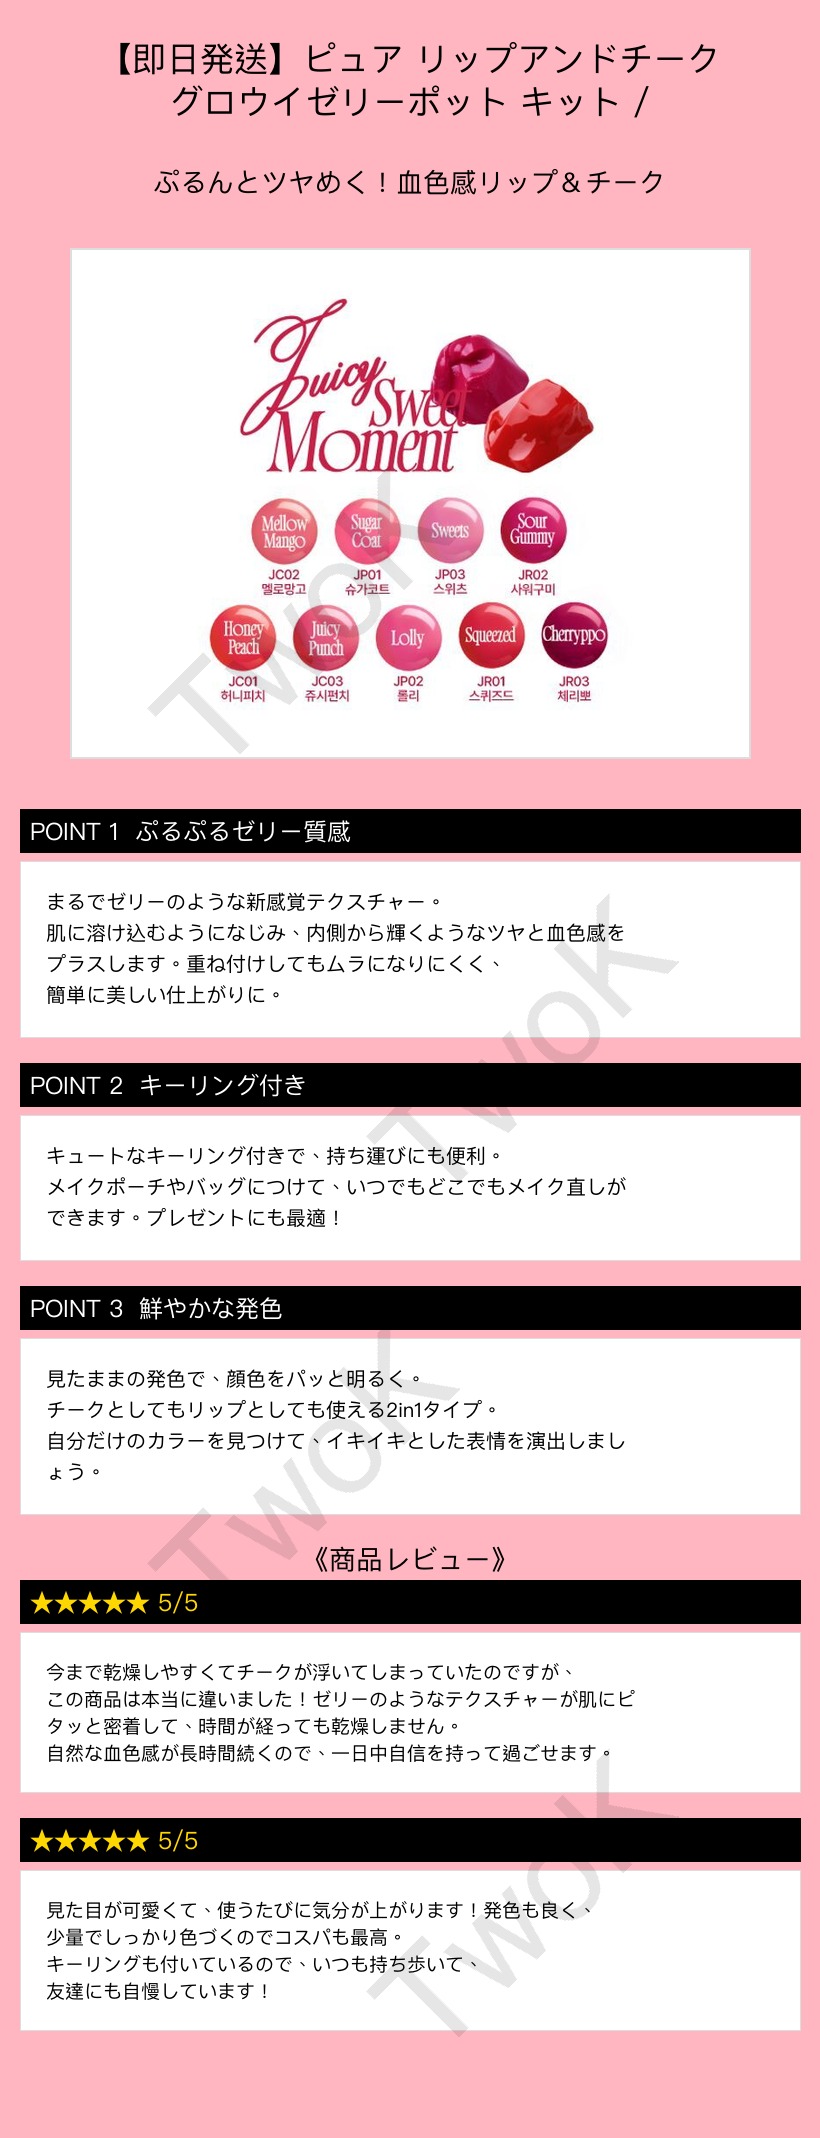 【即日発送】ピュア リップアンドチーク
グロウイゼリーポット キット /
ぷるんとツヤめく！血色感リップ＆チーク
Juicy
Sweet
Moment
Mellow Mango
Sugar Coat
Sweets
Sour Gummy
JC02 JP01 JP03 JR02
멜로망고 슈가코트 스위츠 사워구미
Honey Peach
Juicy Punch
Lolly
Squeezed
Cherryppo
JC01 JC03 JP02 JR01 JR03
허니피치 쥬시펀치 롤리 스퀴즈드 체리뽀
TwoK
POINT 1 ぷるぷるゼリー質感
まるでゼリーのような新感覚テクスチャー。
肌に溶け込むようになじみ、内側から輝くようなツヤと血色感を
プラスします。重ね付けしてもムラになりにくく、
簡単に美しい仕上がりに。
TwoK
POINT 2 キーリング付き
キュートなキーリング付きで、持ち運びにも便利。
メイクポーチやバッグにつけて、いつでもどこでもメイク直しが
できます。プレゼントにも最適！
POINT 3 鮮やかな発色
見たままの発色で、顔色をパッと明るく。
チークとしてもリップとしても使える2in1タイプ。
自分だけのカラーを見つけて、イキイキとした表情を演出しまし
ょう。
TwoK
《商品レビュー》
★★★★★ 5/5
今まで乾燥しやすくてチークが浮いてしまっていたのですが、
この商品は本当に違いました！ゼリーのようなテクスチャーが肌にピ
タッと密着して、時間が経っても乾燥しません。
自然な血色感が長時間続くので、一日中自信を持って過ごせます。
★★★★★ 5/5
見た目が可愛くて、使うたびに気分が上がります！発色も良く、
少量でしっかり色づくのでコスパも最高。
キーリングも付いているので、いつも持ち歩いて、
友達にも自慢しています！
TwoK